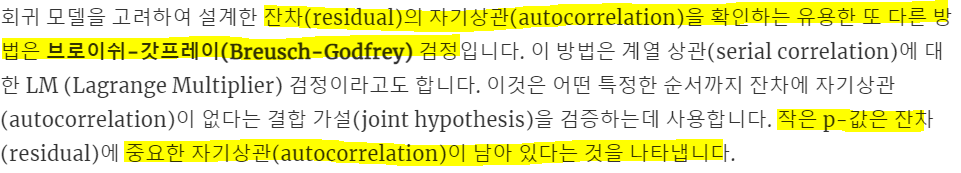 회귀 모델을 고려하여 설계한 잔차(residual)의 자기상관(autocorrelation)을 확인하는 유용한 또 다른 방
법은 브로이쉬-갓프레이(Breusch-Godfrey) 검정입니다. 이 방법은 계열 상관(serial correlation)에 대
한 LM (Lagrange Multiplier) 검정이라고도 합니다. 이것은 어떤 특정한 순서까지 잔차에 자기상관
(autocorrelation)이 없다는 결합 가설(joint hypothesis)을 검증하는데 사용합니다. 작은 p-값은 잔차
(residual)에 중요한 자기상관(autocorrelation)이 남아 있다는 것을 나타냅니다.